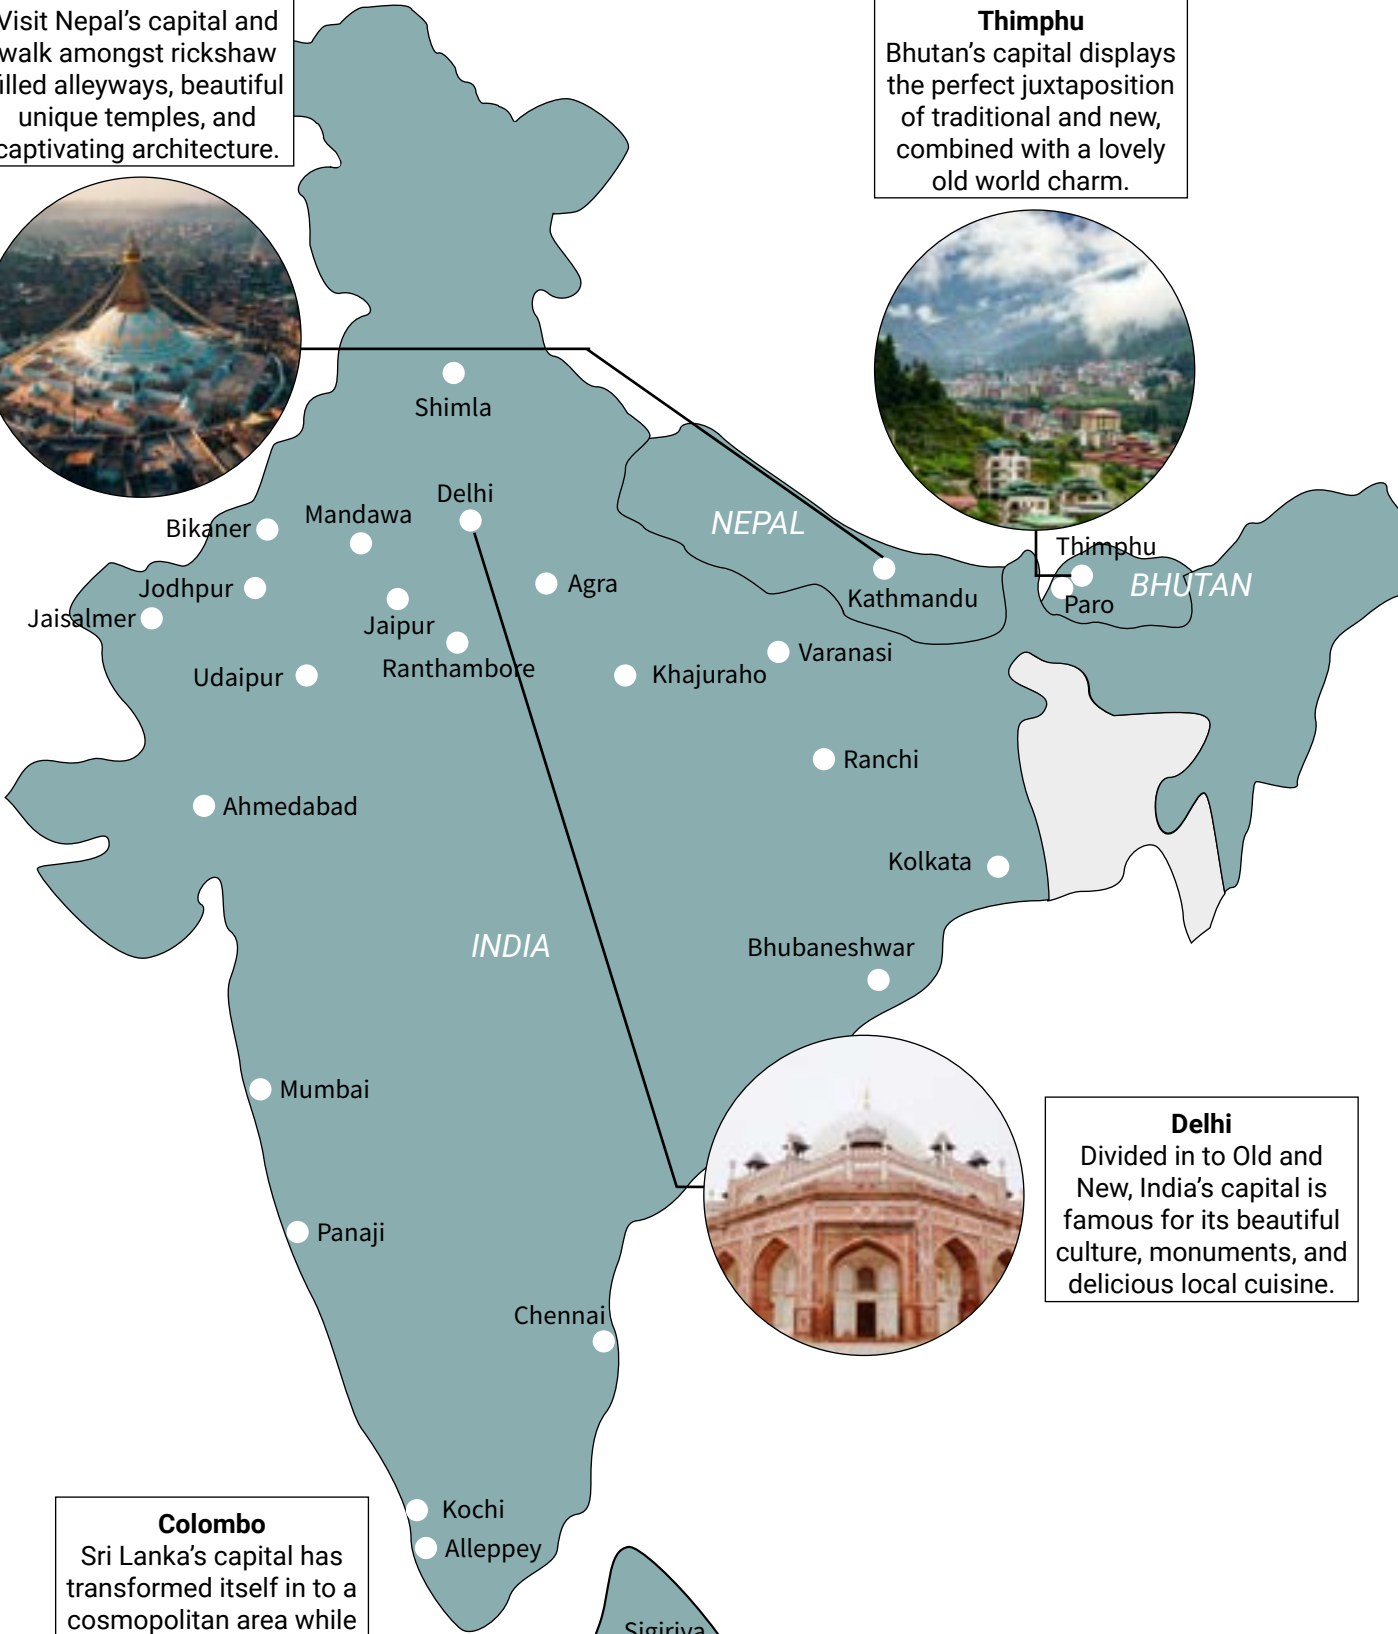 Visit Nepal’s capital and
walk amongst rickshaw
filled alleyways, beautiful
unique temples, and
captivating architecture.
Thimphu
Bhutan’s capital displays
the perfect juxtaposition
of traditional and new,
combined with a lovely
old world charm.
Shimla
Delhi
Mandawa
Bikaner
NEPAL
Thimphu
Jodhpur
Agra
BHUTAN
Kathmandu
Paro
Jaisalmer
Jaipur
Varanasi
Ranthambore
Udaipur
Khajuraho
Ranchi
Ahmedabad
Kolkata
INDIA
Bhubaneshwar
Mumbai
Delhi
Divided in to Old and
New, India’s capital is
famous for its beautiful
culture, monuments, and
delicious local cuisine.
Panaji
Chennai
Kochi
Alleppey
Colombo
Sri Lanka’s capital has
transformed itself in to a
cosmopolitan area while
Sigiriya